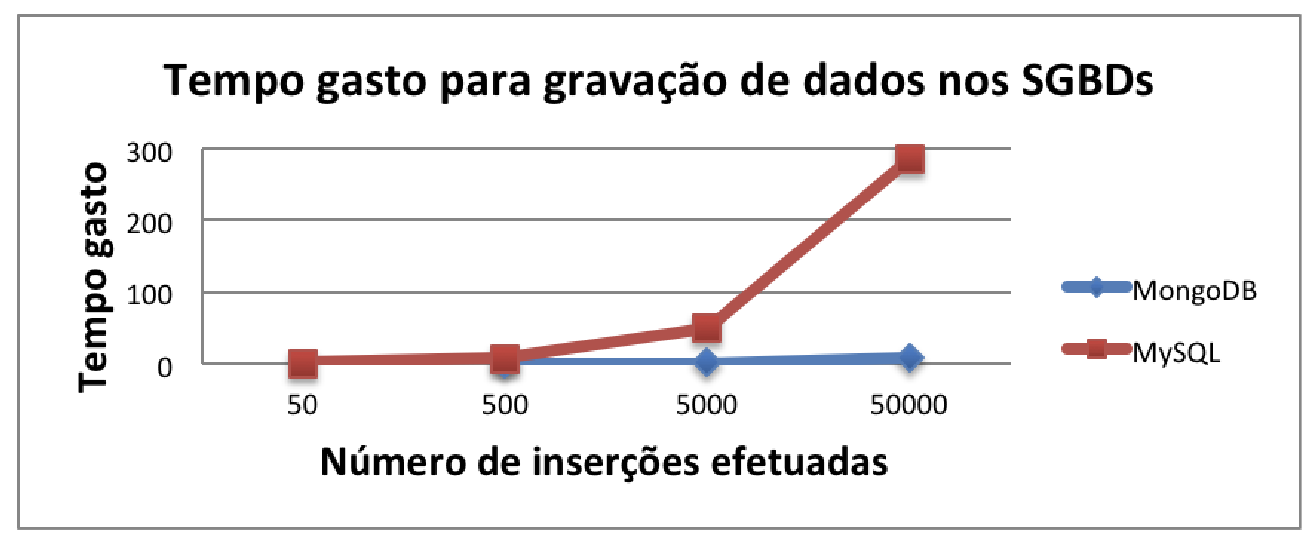 Tempo gasto para gravação de dados nos SGBDs
Tempo gasto
300
200
100
0
50 500 5000 50000
Número de inserções efetuadas
MongoDB
MySQL